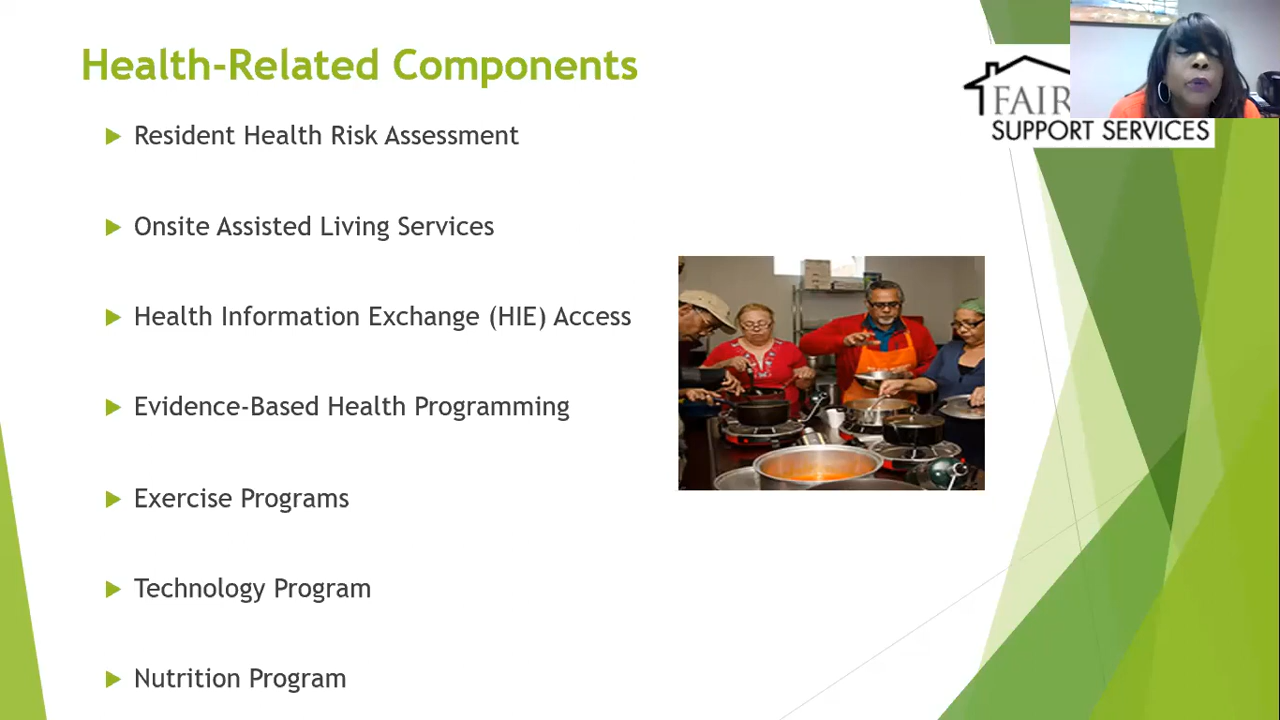 Health-Related Components
FAIR
SUPPORT SERVICES
Resident Health Risk Assessment
Onsite Assisted Living Services
Health Information Exchange (HIE) Access
Evidence-Based Health Programming
Exercise Programs
Technology Program
Nutrition Program